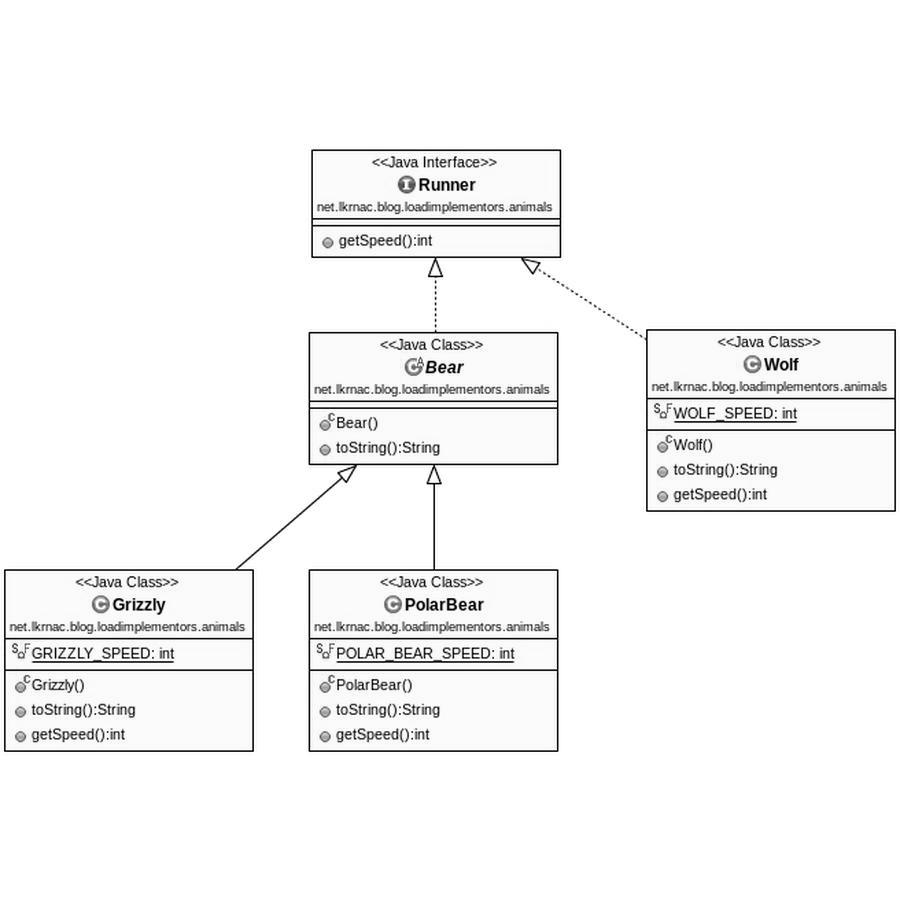 <<Java Interface>>
Runner
net.lkrnac.blog.loadimplementors.animals
getSpeed():int
<<Java Class>>
Bear
net.lkrnac.blog.loadimplementors.animals
Bear()
toString():String
<<Java Class>>
Wolf
net.lkrnac.blog.loadimplementors.animals
WOLF_SPEED: int
Wolf()
toString():String
getSpeed():int
<<Java Class>>
Grizzly
net.lkrnac.blog.loadimplementors.animals
GRIZZLY_SPEED: int
Grizzly()
toString():String
getSpeed():int
<<Java Class>>
PolarBear
net.lkrnac.blog.loadimplementors.animals
POLAR_BEAR_SPEED: int
PolarBear()
toString():String
getSpeed():int